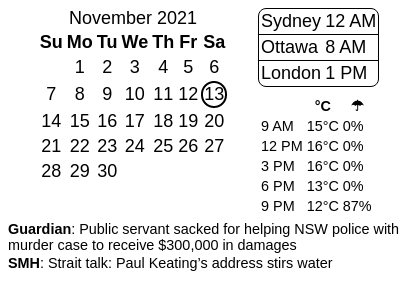 November 2021
Su Mo Tu We Th Fr Sa
1 2 3 4 5 6
7 8 9 10 11 12 13
14 15 16 17 18 19 20
21 22 23 24 25 26 27
28 29 30
Sydney 12 AM
Ottawa 8 AM
London 1 PM
°C ☂
9 AM 15°C 0%
12 PM 16°C 0%
3 PM 16°C 0%
6 PM 13°C 0%
9 PM 12°C 87%
Guardian: Public servant sacked for helping NSW police with
murder case to receive $300,000 in damages
SMH: Strait talk: Paul Keating’s address stirs water